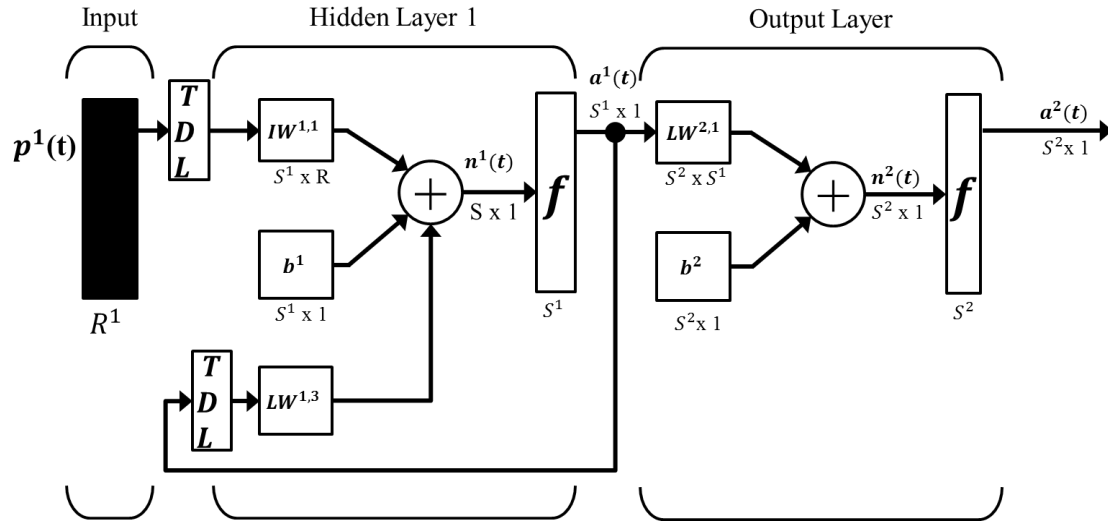 Input
Hidden Layer 1
Output Layer
p¹(t)
R¹
T
D
L
IW¹,¹
S¹ x R
b¹
S¹ x 1
T
D
L
LW¹,³
n¹(t)
S x 1
f
S¹
a¹(t)
S¹ x 1
LW²,¹
S² x S¹
b²
S² x 1
n²(t)
S² x 1
f
S²
a²(t)
S² x 1